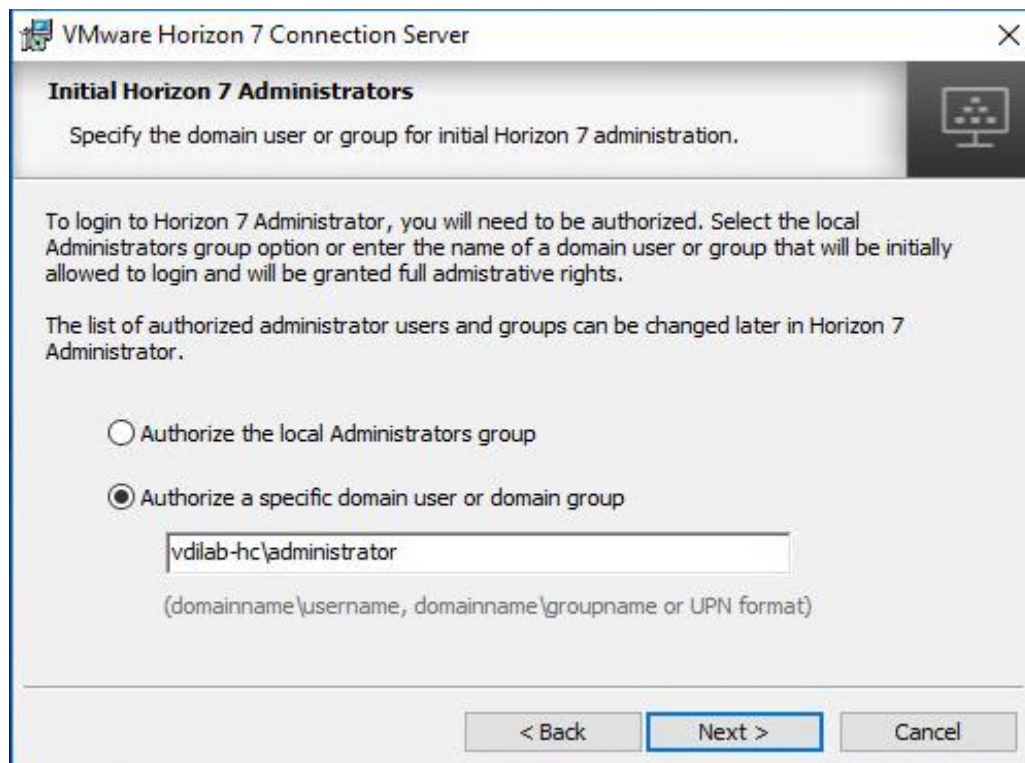 VMware Horizon 7 Connection Server
Initial Horizon 7 Administrators
Specify the domain user or group for initial Horizon 7 administration.
To login to Horizon 7 Administrator, you will need to be authorized. Select the local
Administrators group option or enter the name of a domain user or group that will be initially
allowed to login and will be granted full admistrative rights.
The list of authorized administrator users and groups can be changed later in Horizon 7
Administrator.
Authorize the local Administrators group
Authorize a specific domain user or domain group
vdilab-hc\administrator
(domainname\username, domainname\groupname or UPN format)
< Back
Next >
Cancel